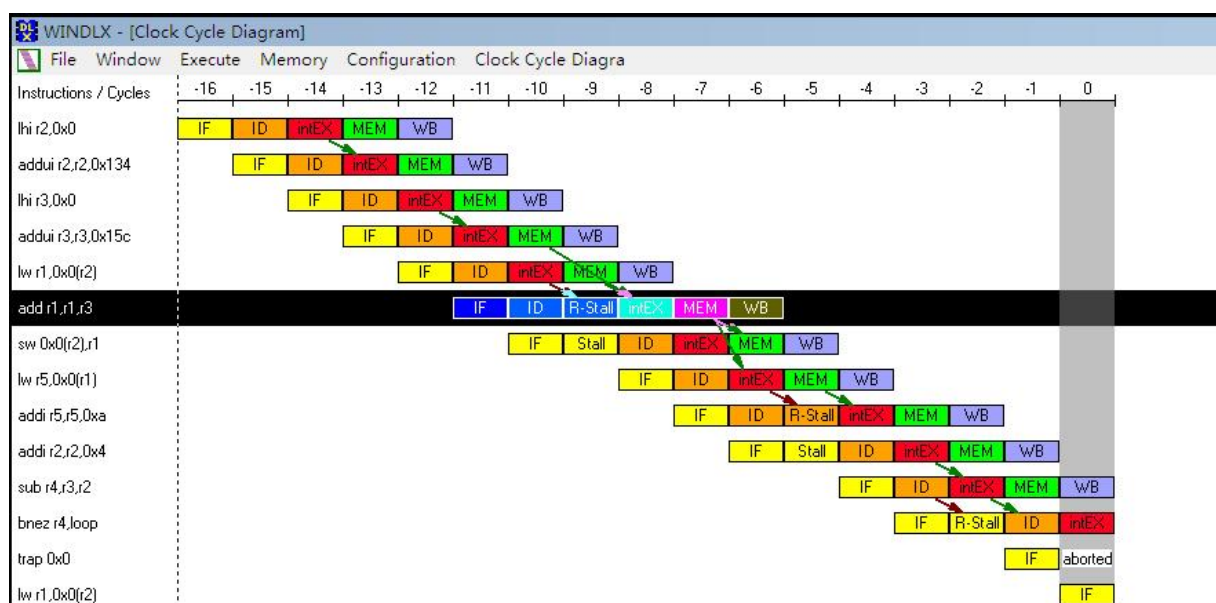 WINDLX - [Clock Cycle Diagram]
File Window Execute Memory Configuration Clock Cycle Diagra
Instructions / Cycles -16 -15 -14 -13 -12 -11 -10 -9 -8 -7 -6 -5 -4 -3 -2 -1 0
lhi r2,0x0 IF ID intEX MEM WB
addui r2,r2,0x134 IF ID intEX MEM WB
lhi r3,0x0 IF ID intEX MEM WB
addui r3,r3,0x15c IF ID intEX MEM WB
lw r1,0x0(r2) IF ID intEX MEM WB
add r1,r1,r3 IF ID R-Stall intEX MEM WB
sw 0x0(r2),r1 IF Stall ID intEX MEM WB
lw r5,0x0(r1) IF ID intEX MEM WB
addi r5,r5,0xa IF ID R-Stall intEX MEM WB
addi r2,r2,0x4 IF Stall ID intEX MEM WB
sub r4,r3,r2 IF ID intEX MEM WB
bnez r4,loop IF R-Stall ID intEX
trap 0x0 IF aborted
lw r1,0x0(r2) IF